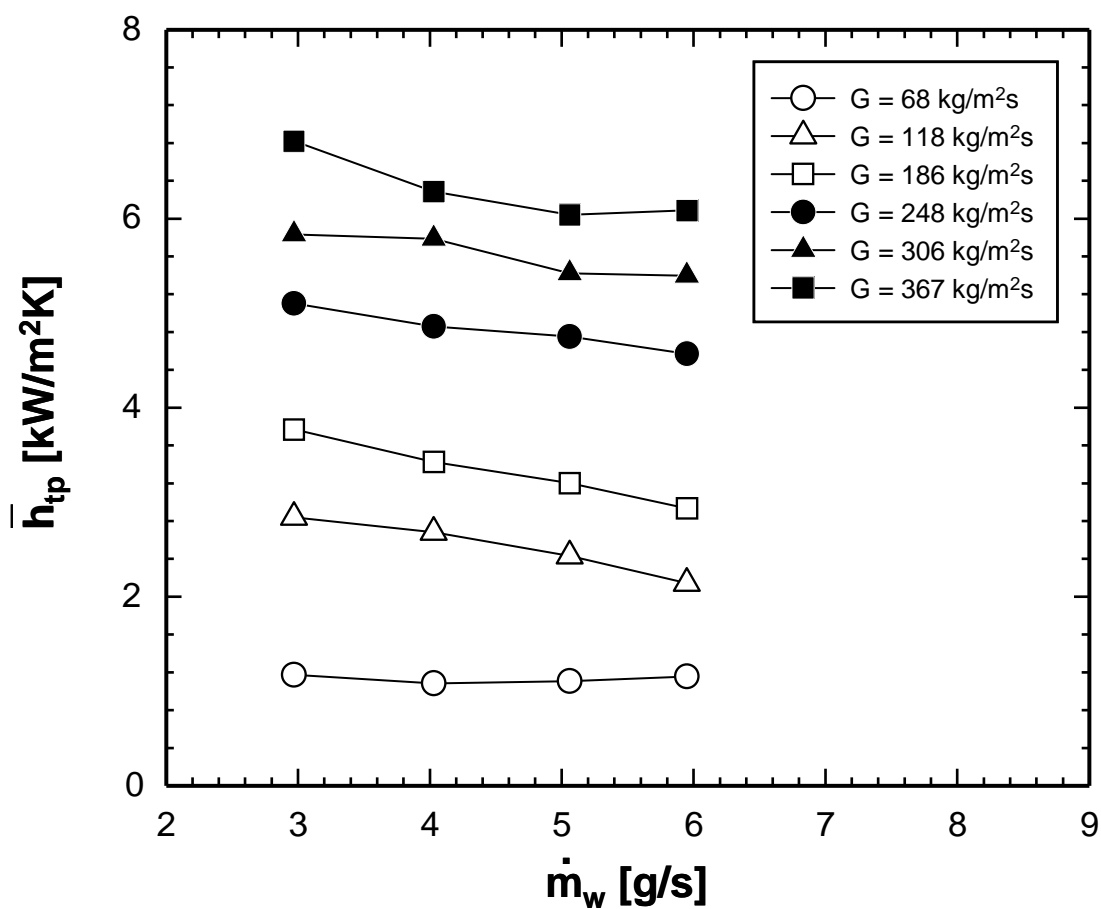 8
6
4
2
0
2 3 4 5 6 7 8 9
h̅tp [kW/m²K]
ṁw [g/s]
G = 68 kg/m²s
G = 118 kg/m²s
G = 186 kg/m²s
G = 248 kg/m²s
G = 306 kg/m²s
G = 367 kg/m²s